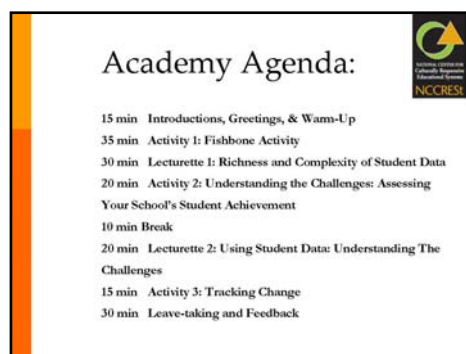 Academy Agenda:
NATIONAL CENTER FOR
Culturally Responsive
Educational Systems
NCCRESt
15 min Introductions, Greetings, & Warm-Up
35 min Activity 1: Fishbone Activity
30 min Lecturette 1: Richness and Complexity of Student Data
20 min Activity 2: Understanding the Challenges: Assessing
Your School's Student Achievement
10 min Break
20 min Lecturette 2: Using Student Data: Understanding The
Challenges
15 min Activity 3: Tracking Change
30 min Leave-taking and Feedback